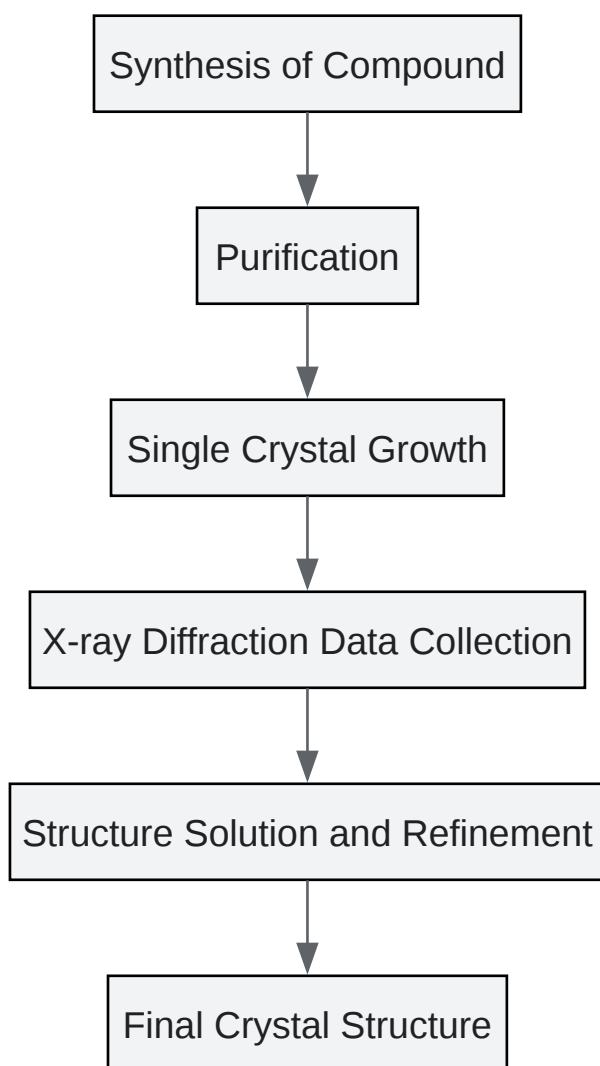 Synthesis of Compound
Purification
Single Crystal Growth
X-ray Diffraction Data Collection
Structure Solution and Refinement
Final Crystal Structure